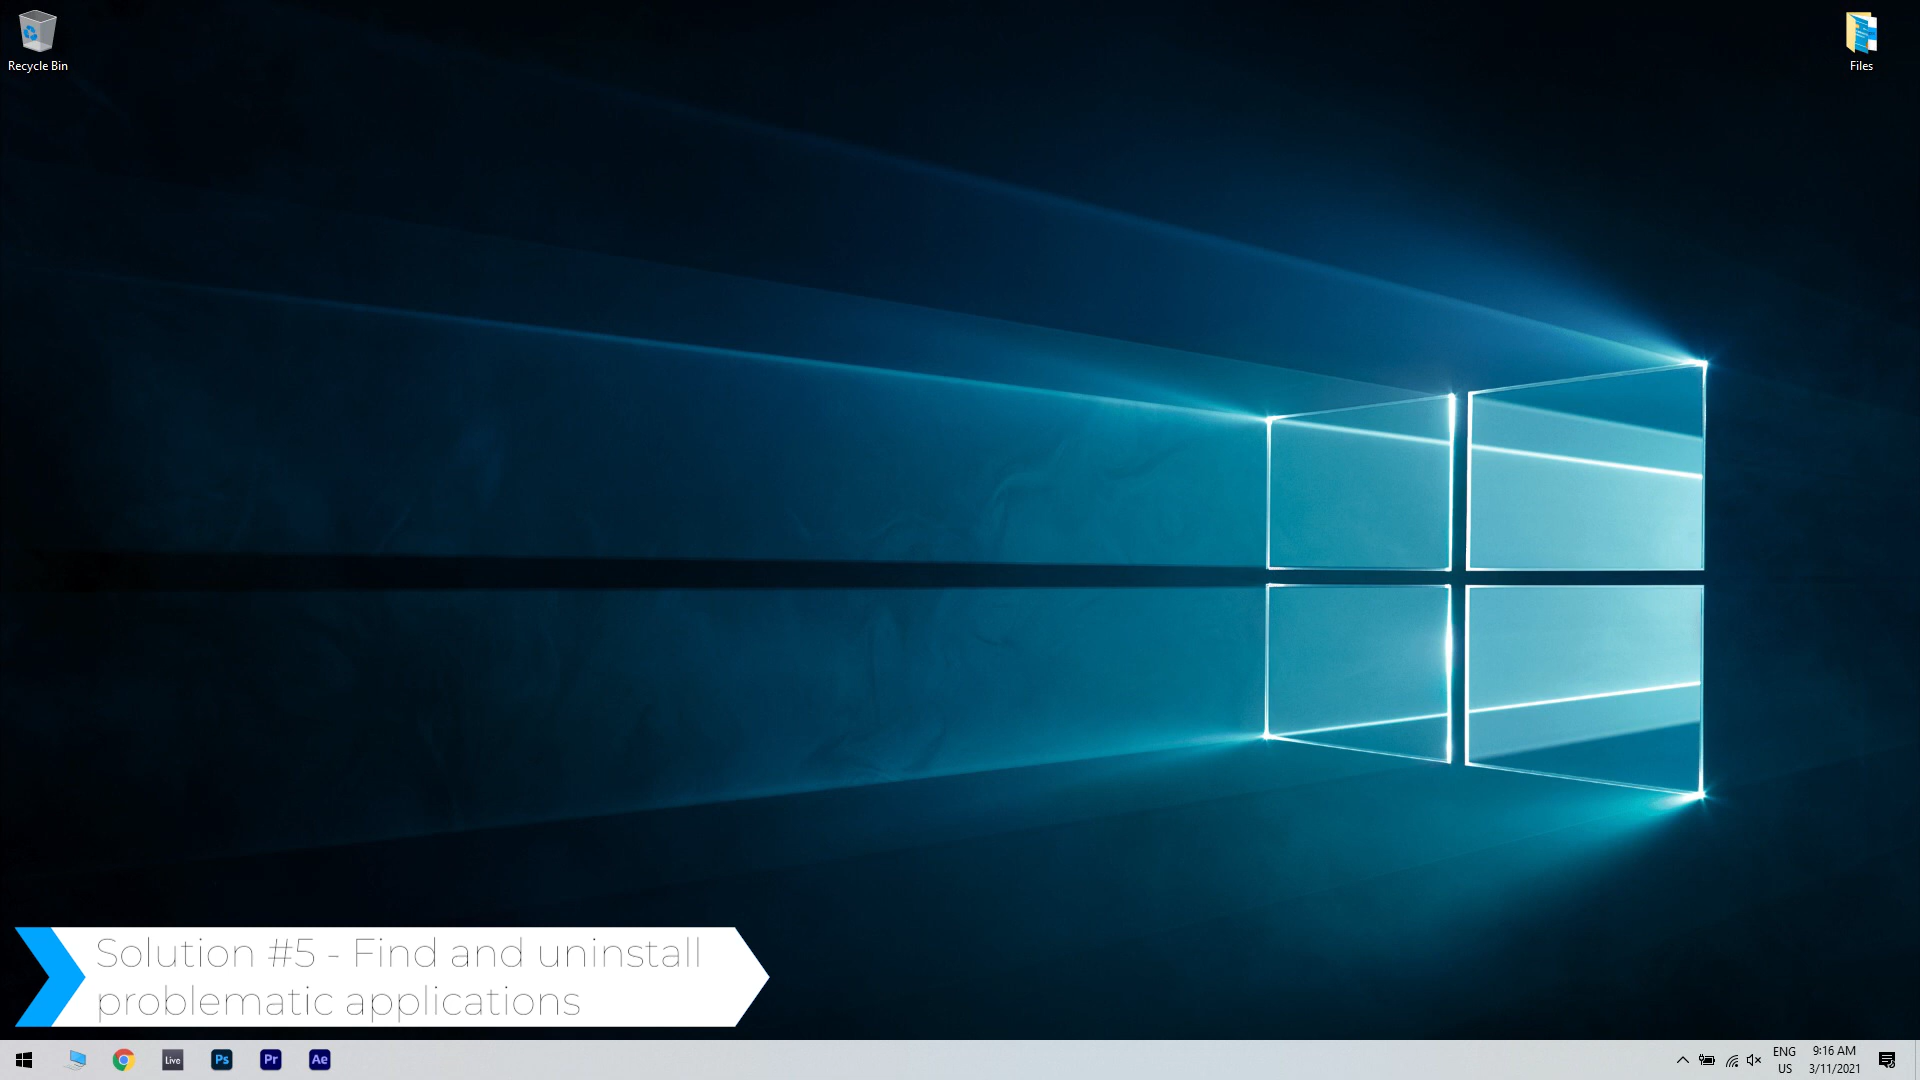 Recycle Bin
Files
Solution #5 - Find and uninstall
problematic applications
Live
Ps
Pr
Ae
ENG
US
9:16 AM
3/11/2021